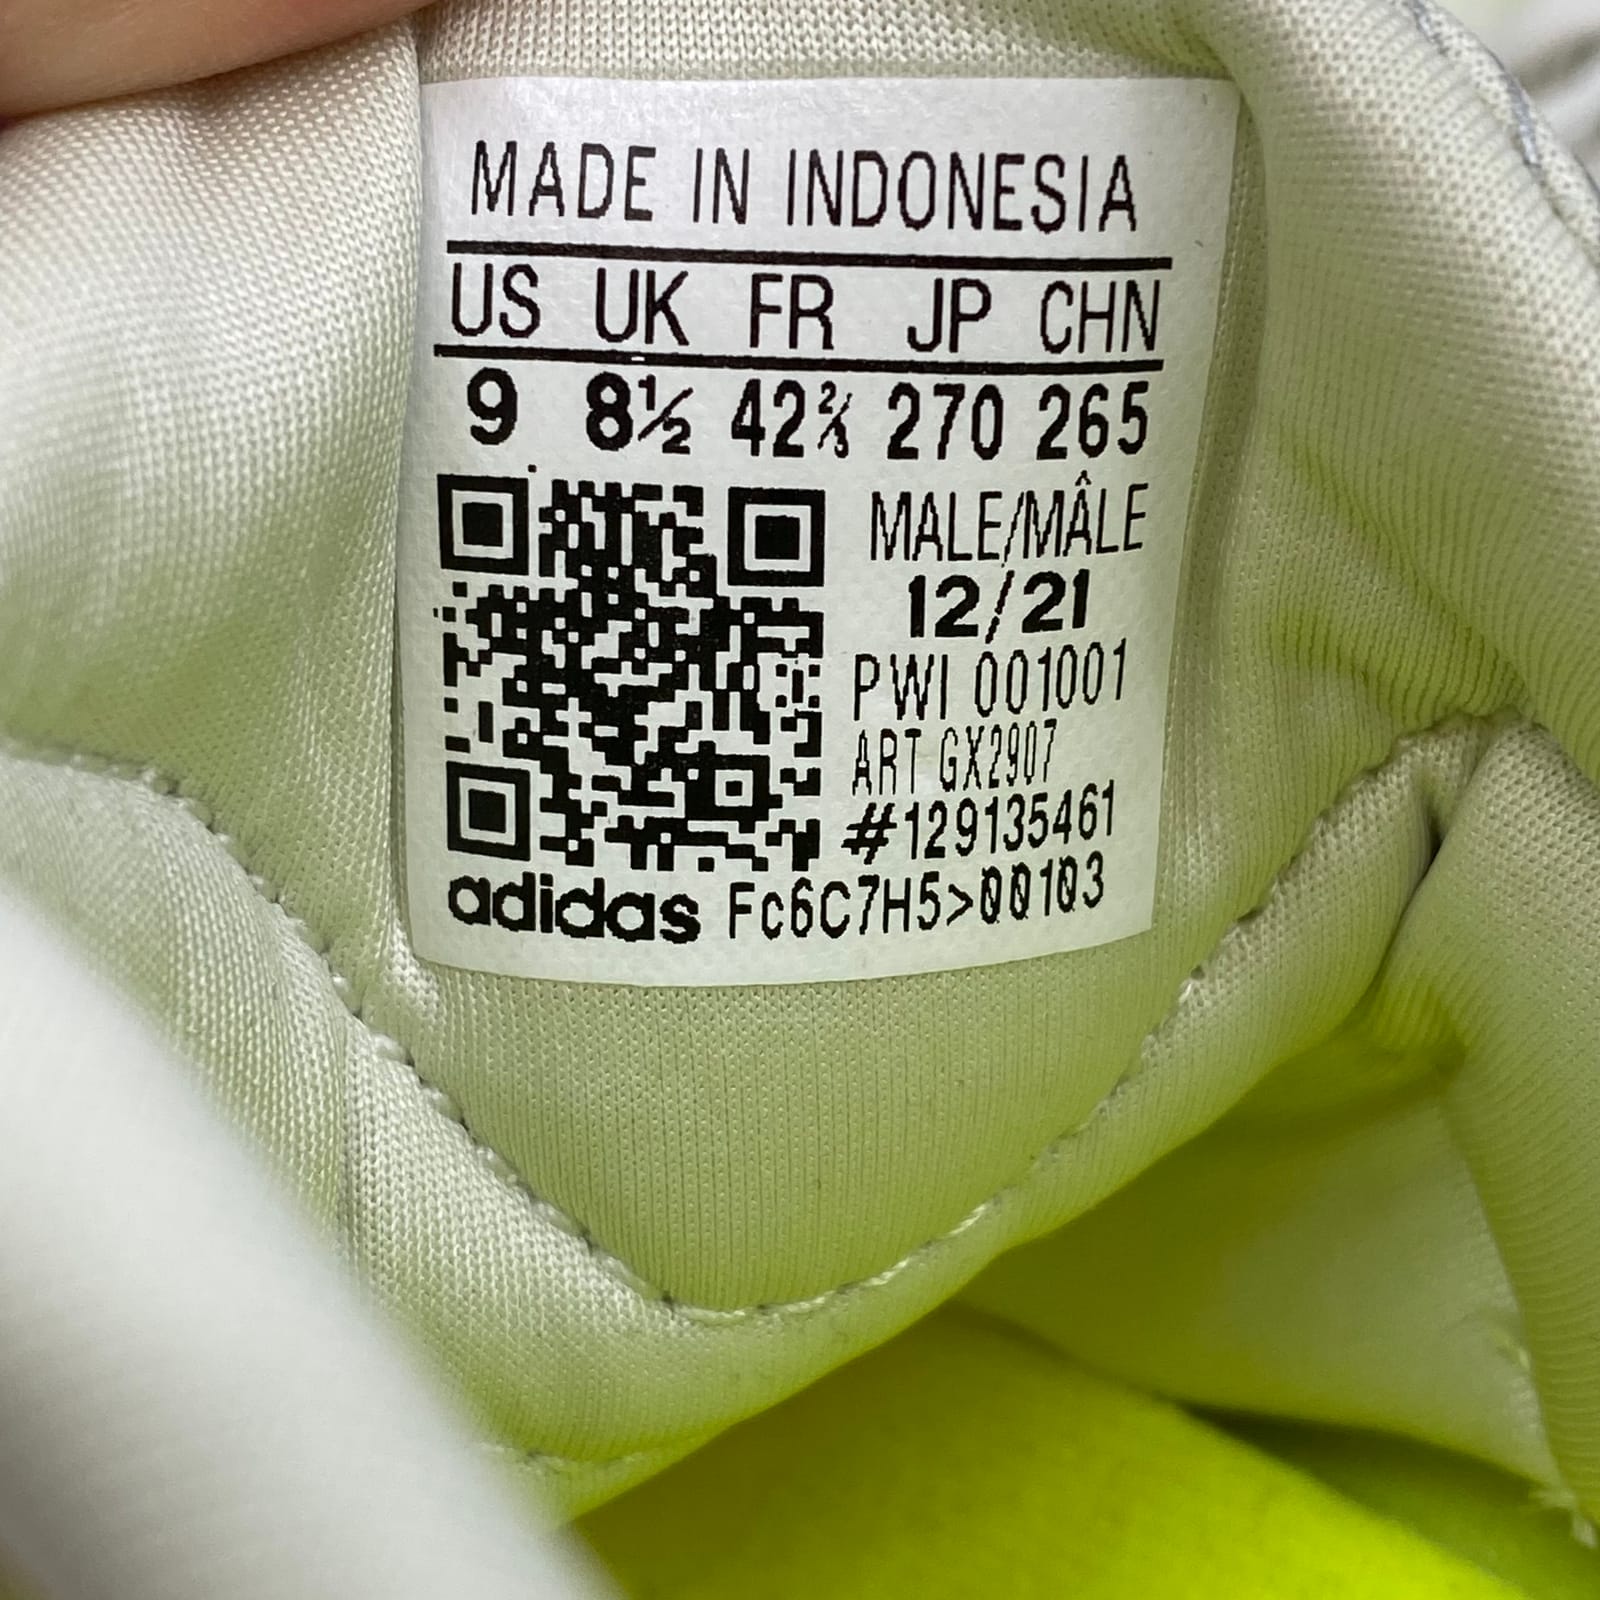 MADE IN INDONESIA
US UK FR JP CHN
9 8½ 42⅔ 270 265
MALE/MÂLE
12/21
PWI 001001
ART GX2907
#129135461
adidas Fc6C7H5>00103